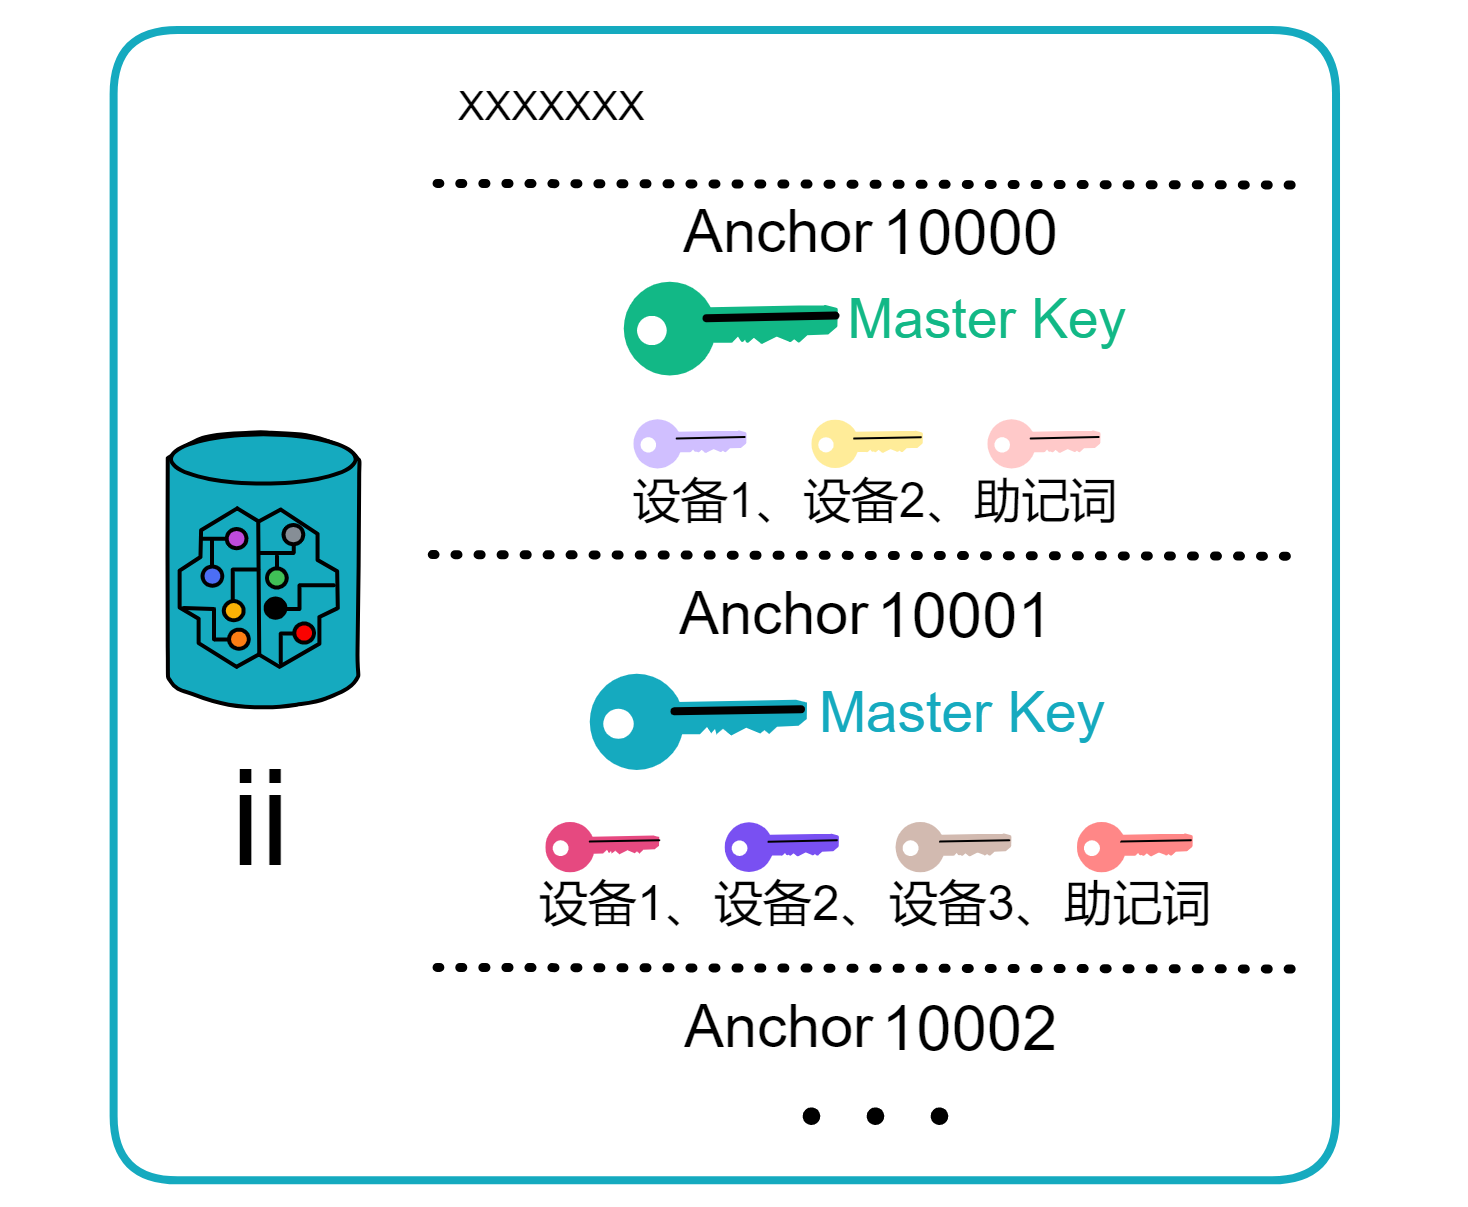 XXXXXXX
Anchor 10000
Master Key
设备1、设备2、助记词
Anchor 10001
Master Key
设备1、设备2、设备3、助记词
Anchor 10002
• • •
ii